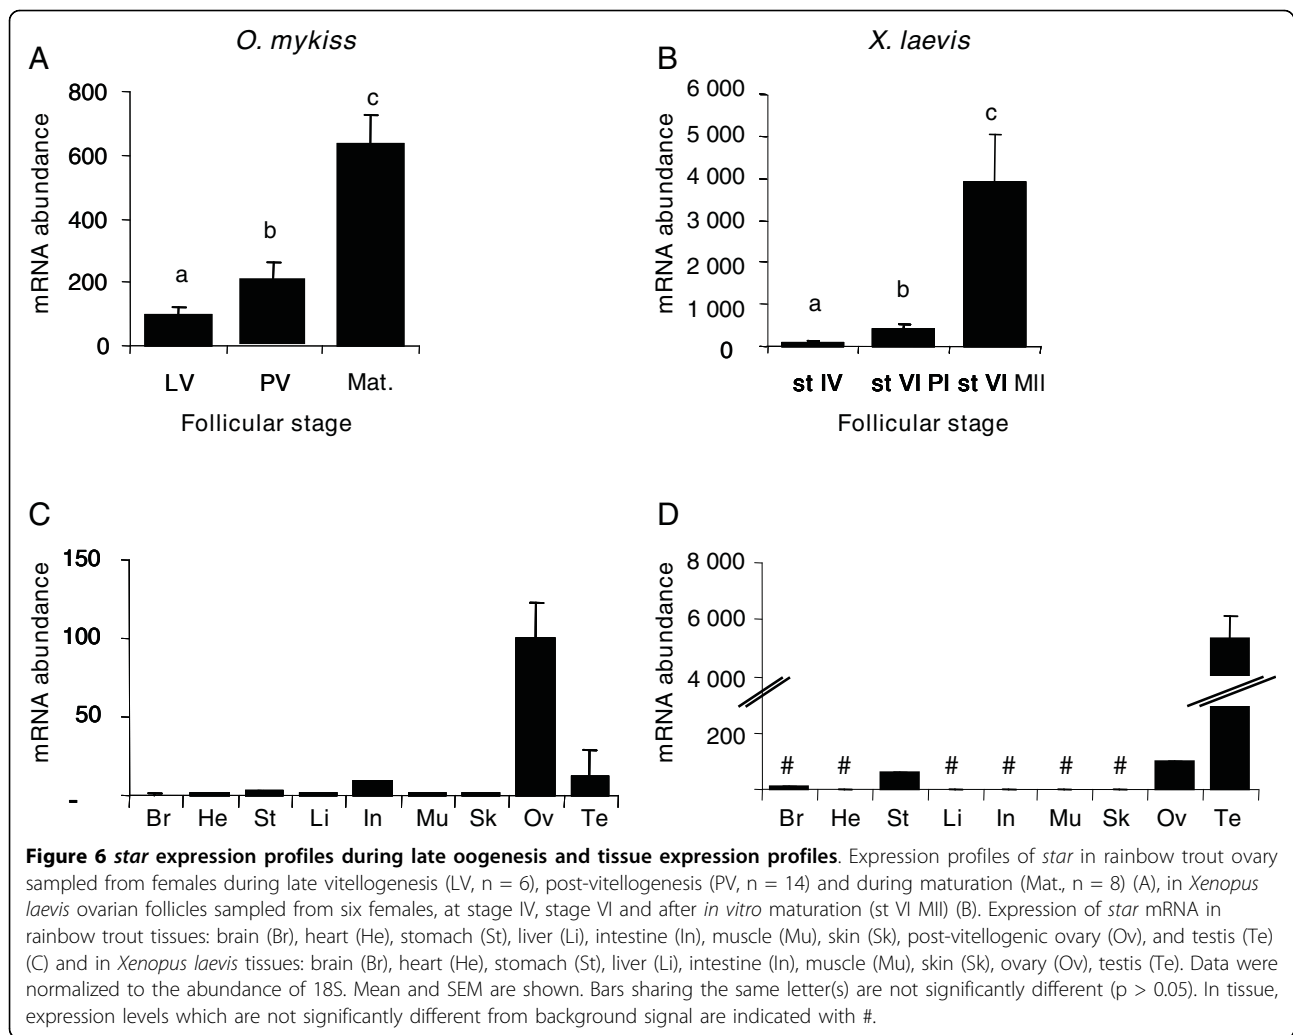 O. mykiss
X. laevis
A
B
mRNA abundance
800
600
400
200
0
a
b
c
LV PV Mat.
Follicular stage
mRNA abundance
6 000
5 000
4 000
3 000
2 000
1 000
0
a
b
c
st IV st VI PI st VI MII
Follicular stage
C
D
mRNA abundance
150
100
50
-
Br He St Li In Mu Sk Ov Te
mRNA abundance
8 000
6 000
4 000
200
# # # # # # #
Br He St Li In Mu Sk Ov Te
Figure 6 star expression profiles during late oogenesis and tissue expression profiles. Expression profiles of star in rainbow trout ovary
sampled from females during late vitellogenesis (LV, n = 6), post-vitellogenesis (PV, n = 14) and during maturation (Mat., n = 8) (A), in Xenopus
laevis ovarian follicles sampled from six females, at stage IV, stage VI and after in vitro maturation (st VI MII) (B). Expression of star mRNA in
rainbow trout tissues: brain (Br), heart (He), stomach (St), liver (Li), intestine (In), muscle (Mu), skin (Sk), post-vitellogenic ovary (Ov), and testis (Te)
(C) and in Xenopus laevis tissues: brain (Br), heart (He), stomach (St), liver (Li), intestine (In), muscle (Mu), skin (Sk), ovary (Ov), testis (Te). Data were
normalized to the abundance of 18S. Mean and SEM are shown. Bars sharing the same letter(s) are not significantly different (p > 0.05). In tissue,
expression levels which are not significantly different from background signal are indicated with #.